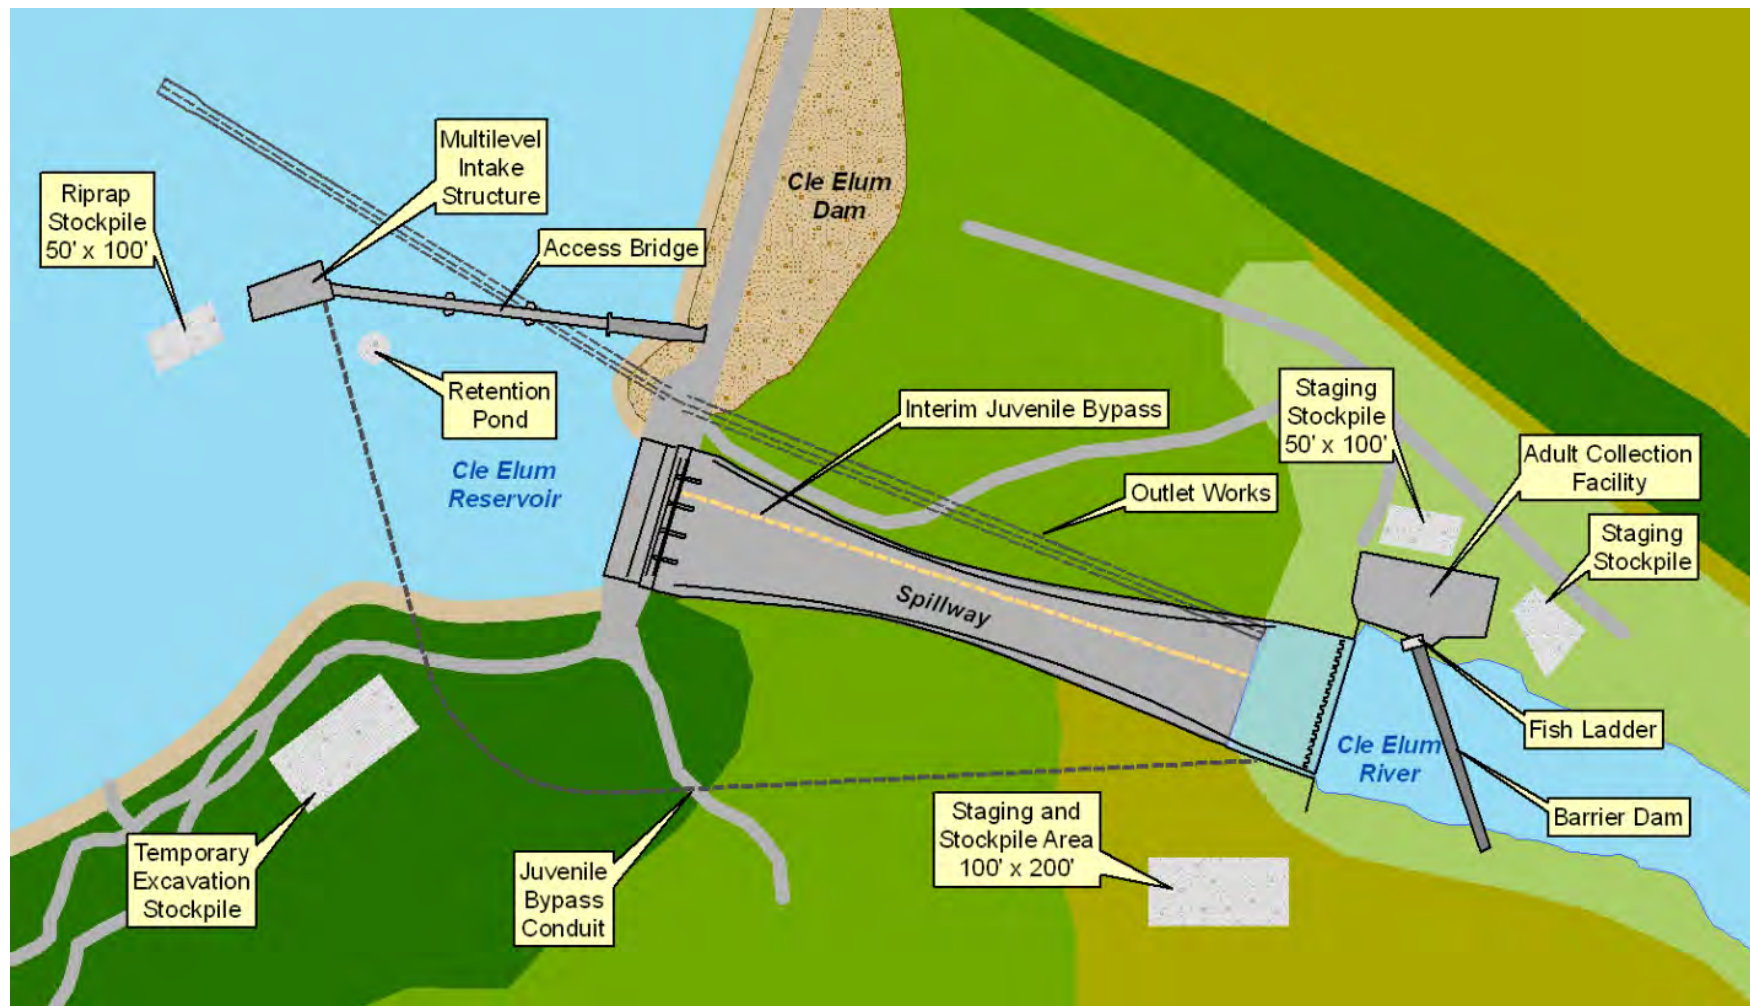 Multilevel
Intake
Structure
Riprap
Stockpile
50' x 100'
Access Bridge
Cle Elum
Dam
Retention
Pond
Cle Elum
Reservoir
Interim Juvenile Bypass
Staging
Stockpile
50' x 100'
Adult Collection
Facility
Outlet Works
Staging
Stockpile
Spillway
Fish Ladder
Cle Elum
River
Barrier Dam
Staging and
Stockpile Area
100' x 200'
Temporary
Excavation
Stockpile
Juvenile
Bypass
Conduit